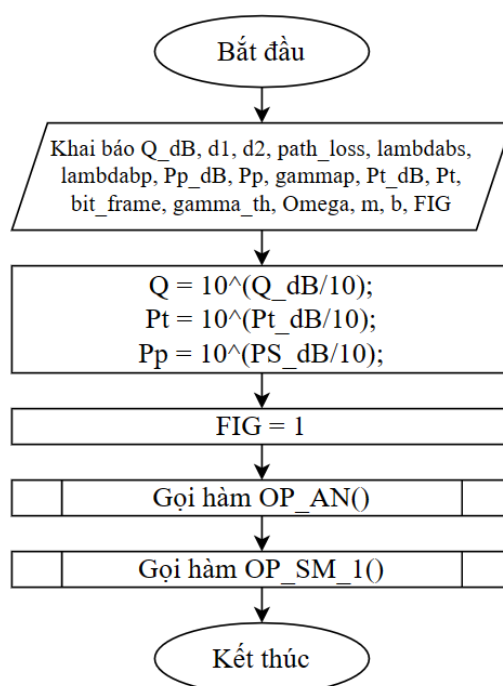 Bắt đầu
Khai báo Q_dB, d1, d2, path_loss, lambdabs,
lambdabp, Pp_dB, Pp, gammap, Pt_dB, Pt,
bit_frame, gamma_th, Omega, m, b, FIG
Q = 10^(Q_dB/10);
Pt = 10^(Pt_dB/10);
Pp = 10^(PS_dB/10);
FIG = 1
Gọi hàm OP_AN()
Gọi hàm OP_SM_1()
Kết thúc